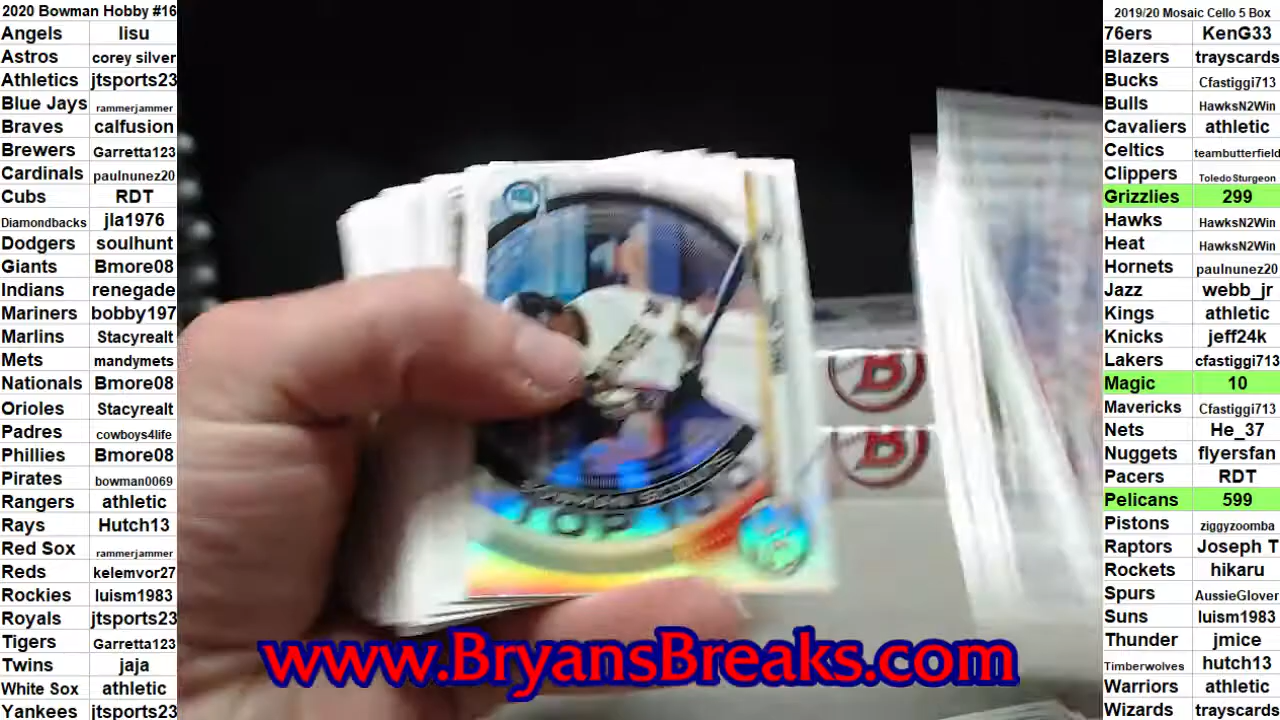 2020 Bowman Hobby #16
Angels lisu
Astros corey silver
Athletics jtsports23
Blue Jays rammerjammer
Braves calfusion
Brewers Garretta123
Cardinals paulnunez20
Cubs RDT
Diamondbacks jla1976
Dodgers soulhunt
Giants Bmore08
Indians renegade
Mariners bobby197
Marlins Stacyrealt
Mets mandymets
Nationals Bmore08
Orioles Stacyrealt
Padres cowboys4life
Phillies Bmore08
Pirates bowman0069
Rangers athletic
Rays Hutch13
Red Sox rammerjammer
Reds kelemvor27
Rockies luism1983
Royals jtsports23
Tigers Garretta123
Twins jaja
White Sox athletic
Yankees jtsports23
TOP
B
B
www.BryansBreaks.com
2019/20 Mosaic Cello 5 Box
76ers KenG33
Blazers trayscards
Bucks Cfastiggi713
Bulls HawksN2Win
Cavaliers athletic
Celtics teambutterfield
Clippers ToledoSturgeon
Grizzlies 299
Hawks HawksN2Win
Heat HawksN2Win
Hornets paulnunez20
Jazz webb_jr
Kings athletic
Knicks jeff24k
Lakers cfastiggi713
Magic 10
Mavericks Cfastiggi713
Nets He_37
Nuggets flyersfan
Pacers RDT
Pelicans 599
Pistons ziggyzoomba
Raptors Joseph T
Rockets hikaru
Spurs AussieGlover
Suns luism1983
Thunder jmice
Timberwolves hutch13
Warriors athletic
Wizards trayscards